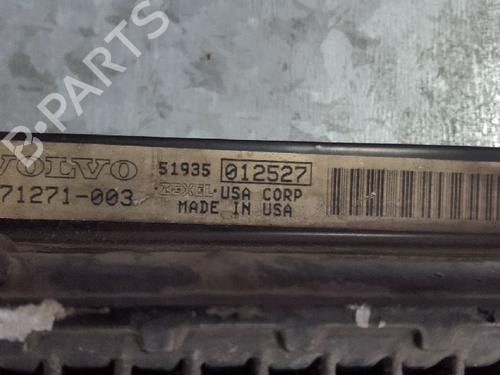 B-PARTS
VOLVO 51935 012527
71271-003 ZEXEL USA CORP
MADE IN USA